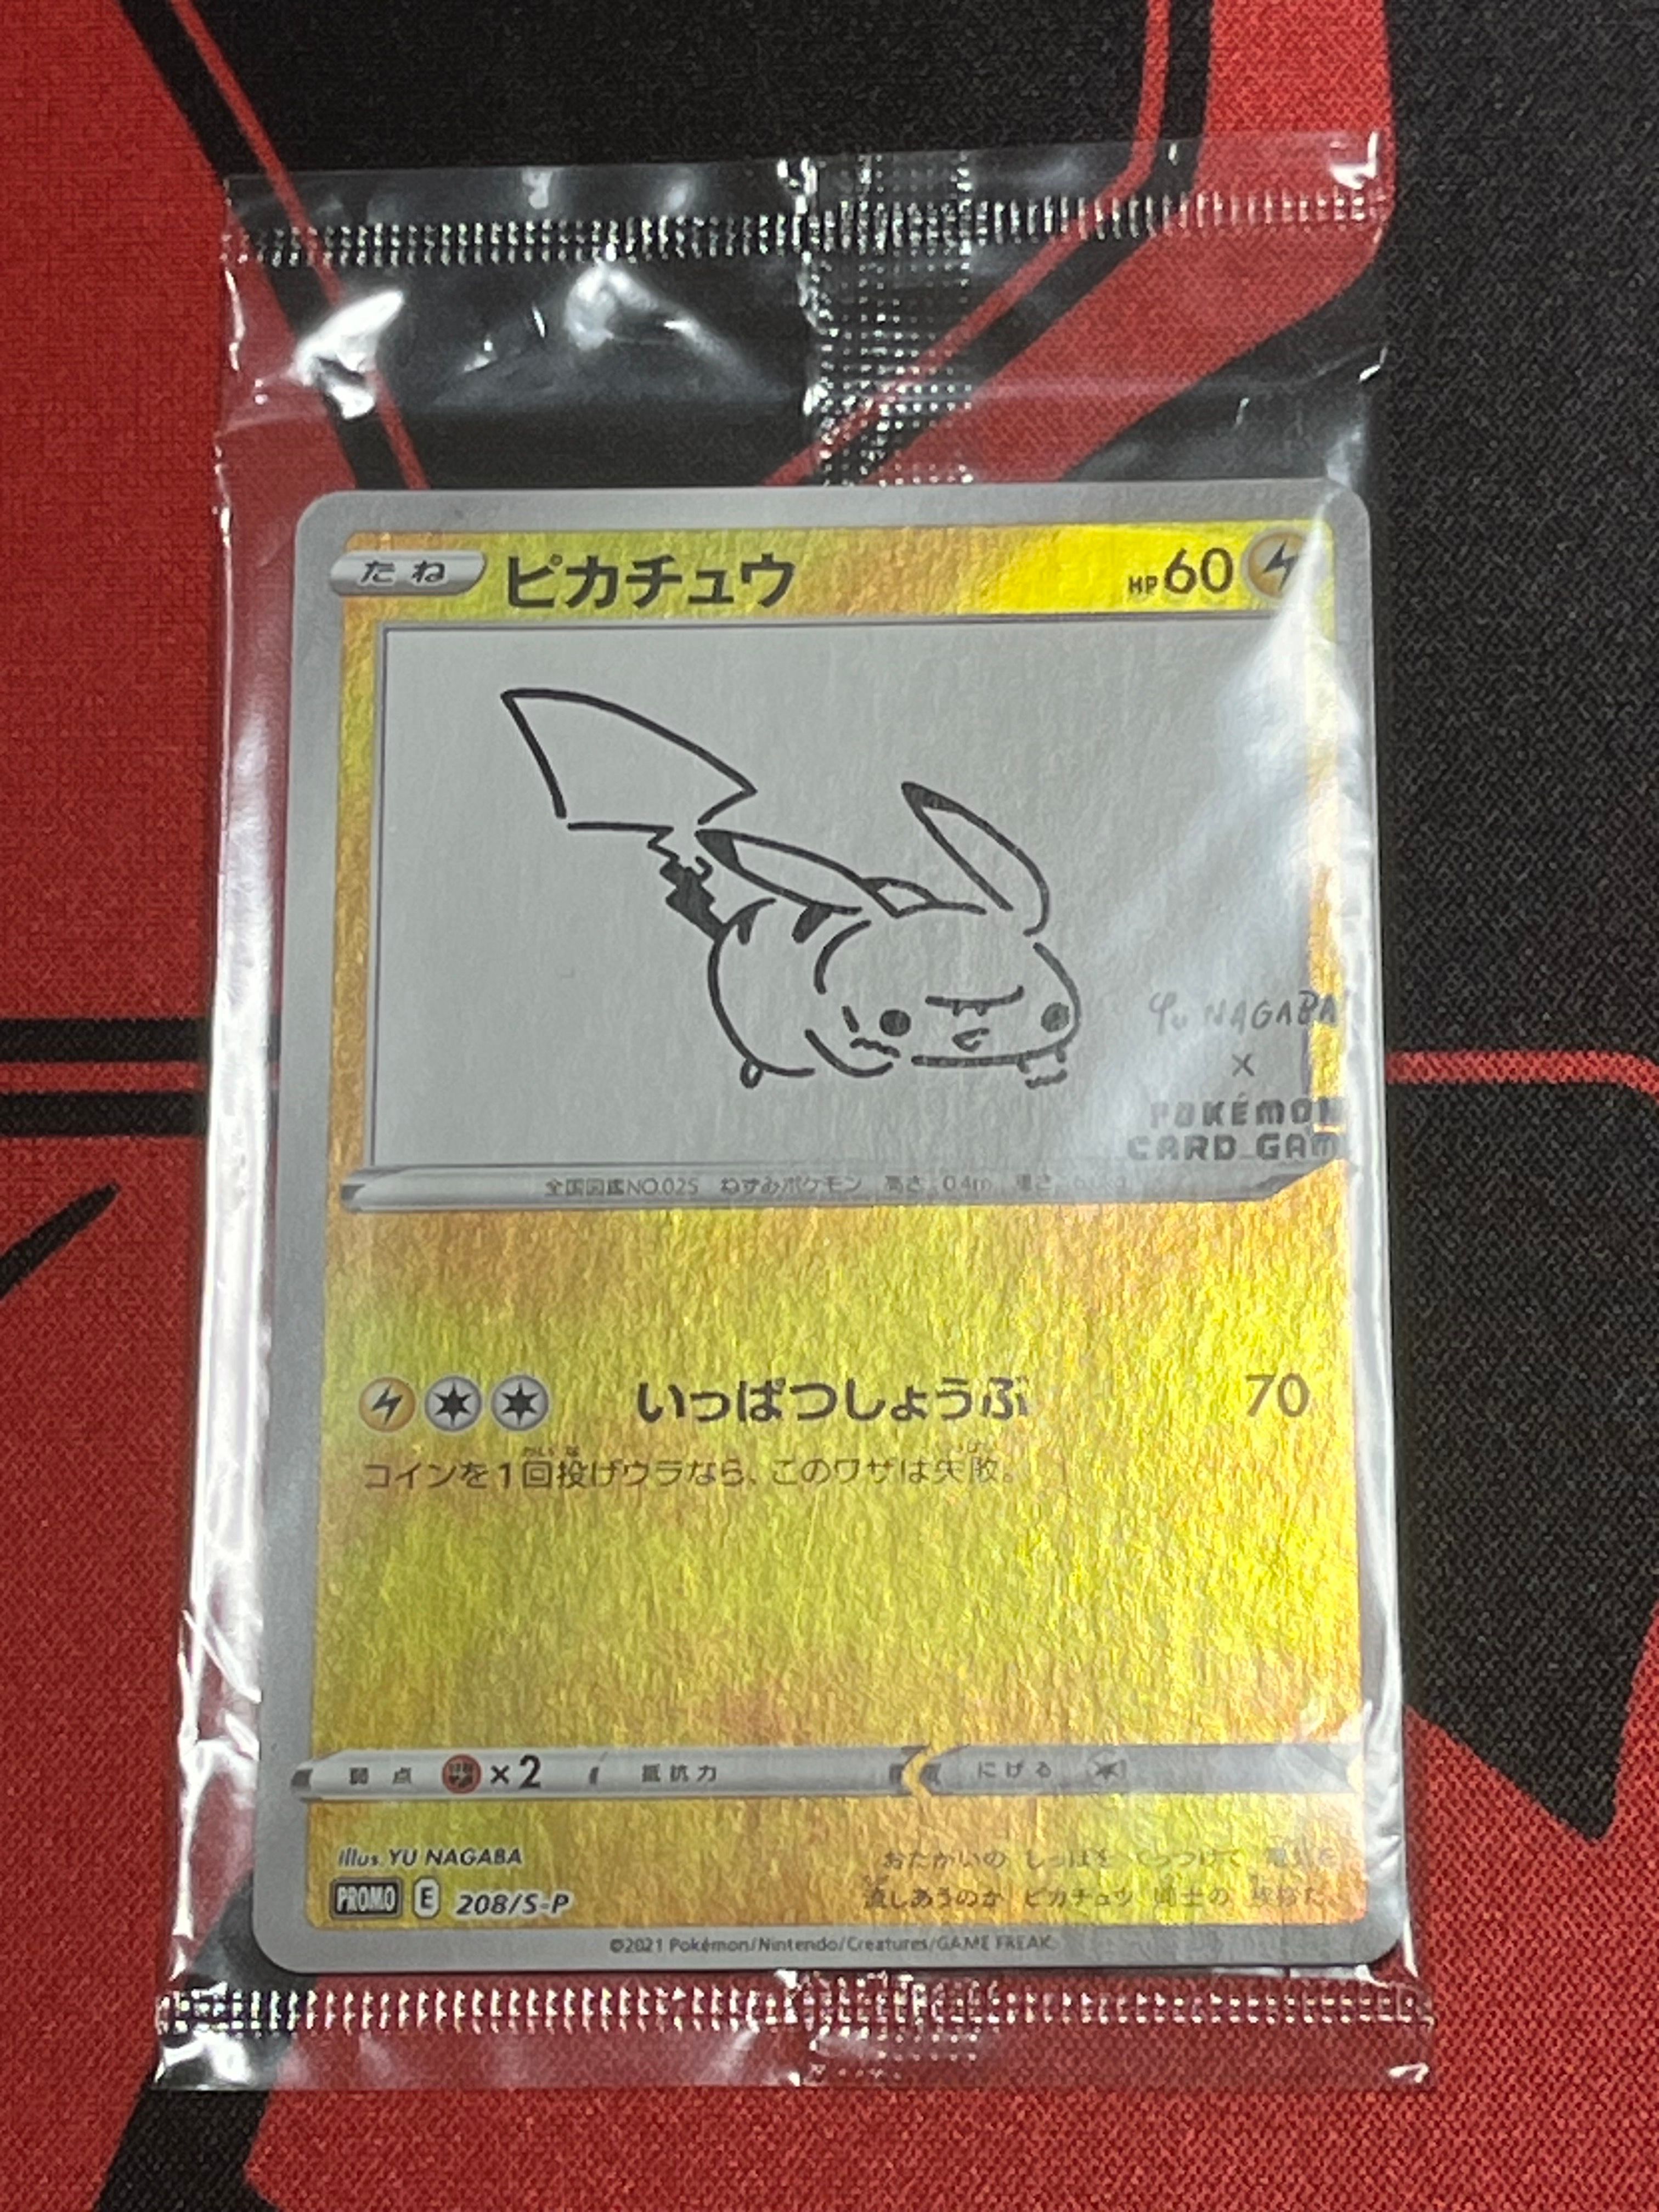 たね ピカチュウ HP60
Yu NAGABA
×
POKÉMON
CARD GAM
全国図鑑NO.025 ねずみポケモン 高さ:0.4m 重さ
いっぱつしょうぶ 70
コインを1回投げウラなら、このワザは失敗。
弱点 ×2 抵抗力 にげる
illus. YU NAGABA
おたがいの しっぽを くっつけて 電気を
PROMO E 208/S-P
流しあうのが ピカチュウ 同士の 挨拶だ。
©2021 Pokémon/Nintendo/Creatures/GAME FREAK